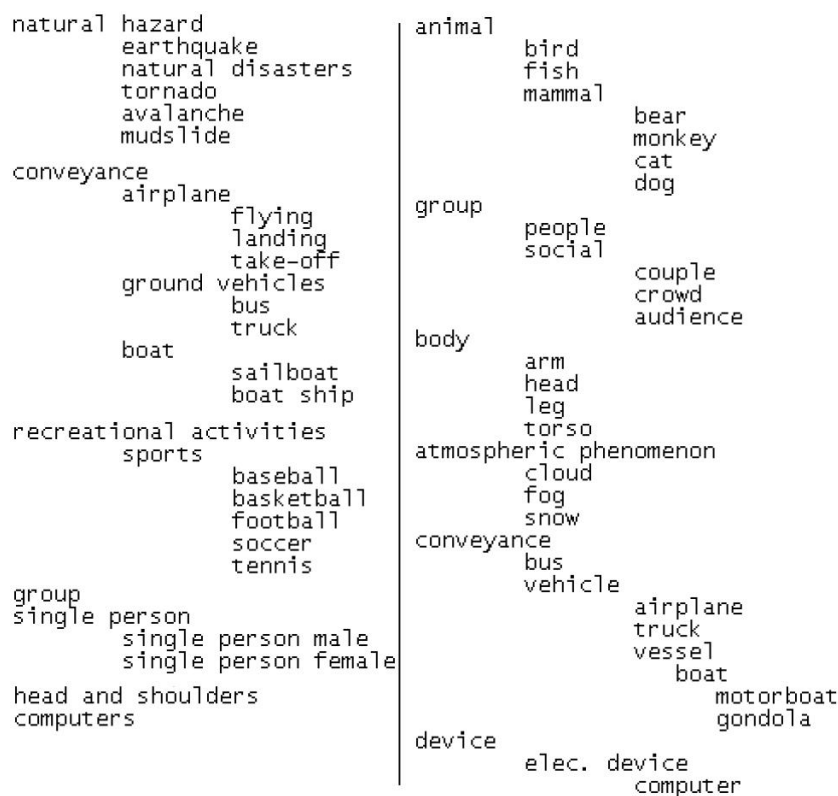 natural hazard
earthquake
natural disasters
tornado
avalanche
mudslide
conveyance
airplane
flying
landing
take-off
ground vehicles
bus
truck
boat
sailboat
boat ship
recreational activities
sports
baseball
basketball
football
soccer
tennis
group
single person
single person male
single person female
head and shoulders
computers
animal
bird
fish
mammal
bear
monkey
cat
dog
group
people
social
couple
crowd
audience
body
arm
head
leg
torso
atmospheric phenomenon
cloud
fog
snow
conveyance
bus
vehicle
airplane
truck
vessel
boat
motorboat
gondola
device
elec. device
computer